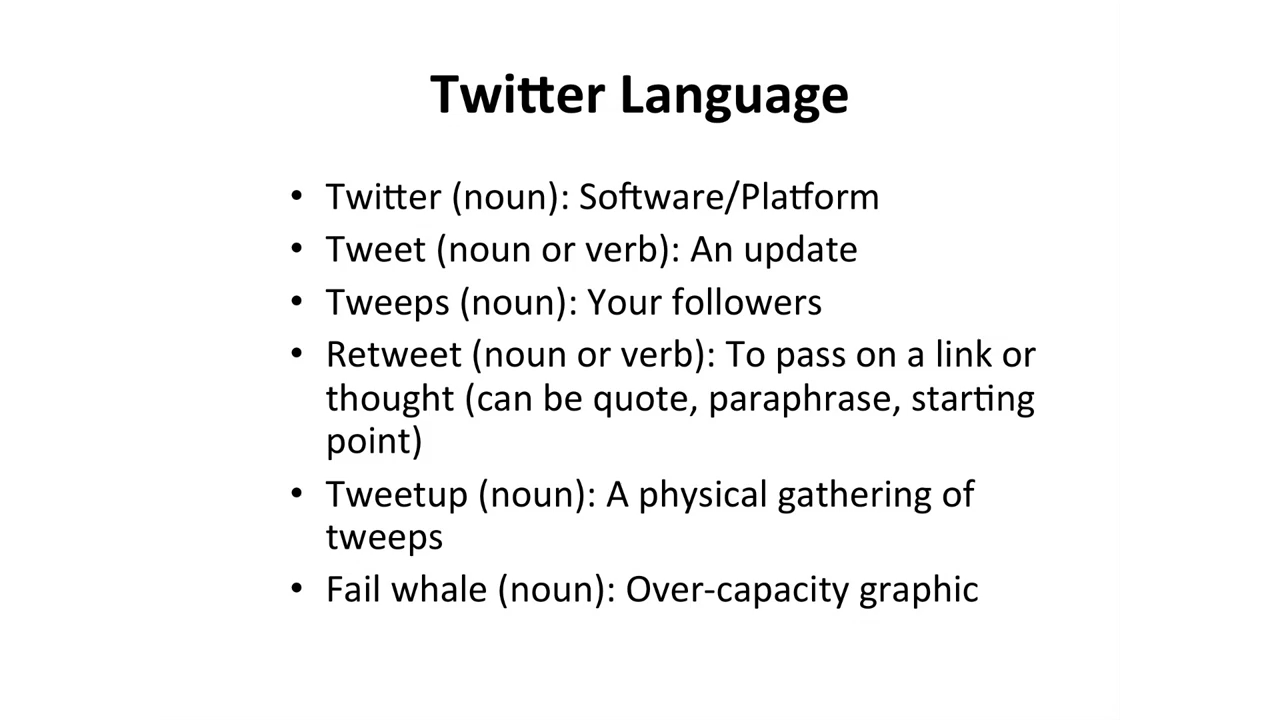 Twitter Language
• Twitter (noun): Software/Platform
• Tweet (noun or verb): An update
• Tweeps (noun): Your followers
• Retweet (noun or verb): To pass on a link or
thought (can be quote, paraphrase, starting
point)
• Tweetup (noun): A physical gathering of
tweeps
• Fail whale (noun): Over-capacity graphic